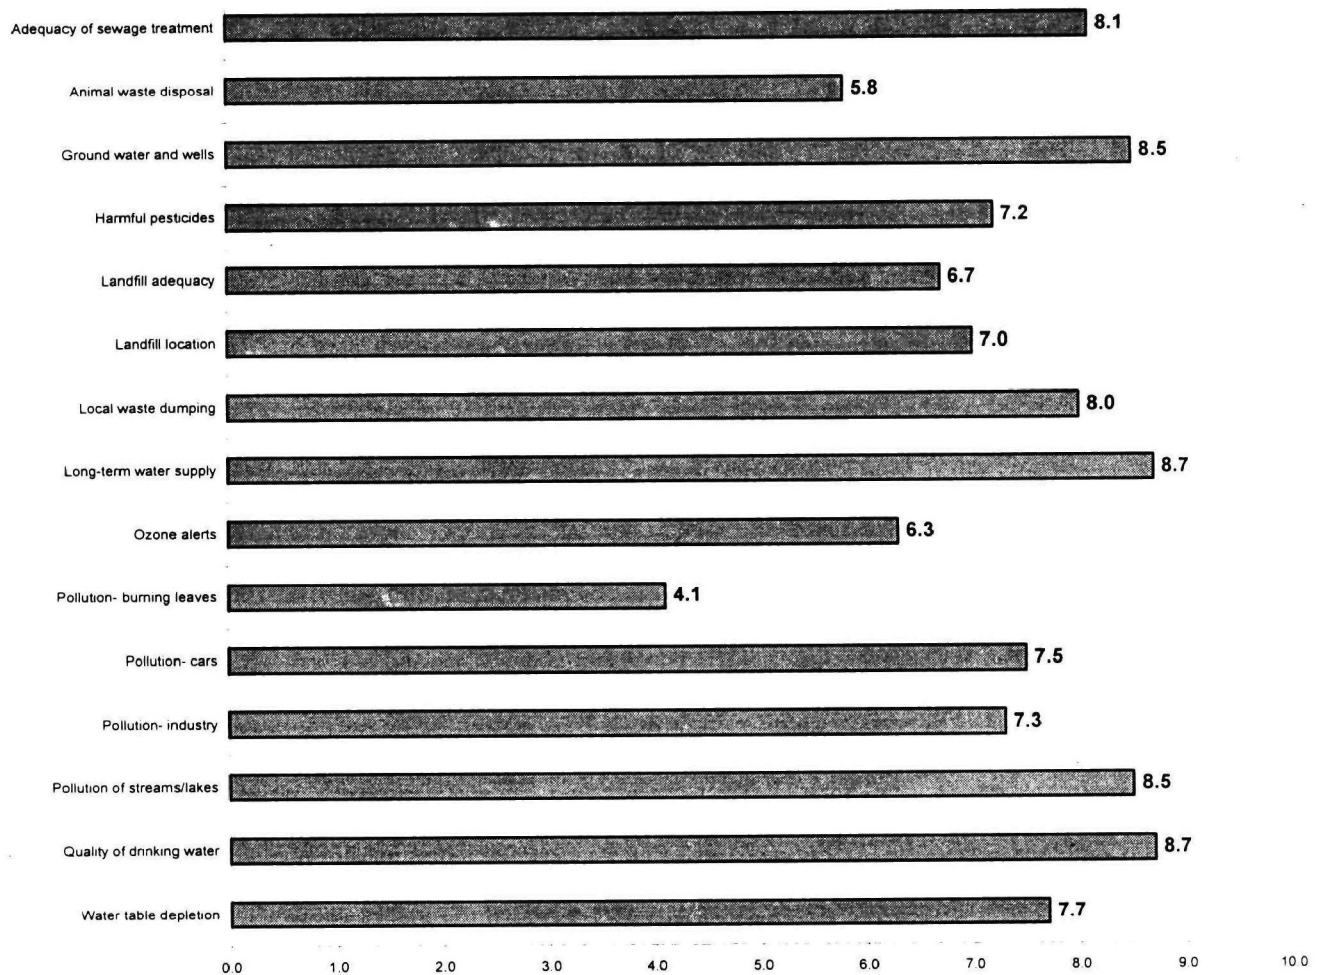 Adequacy of sewage treatment 8.1
Animal waste disposal 5.8
Ground water and wells 8.5
Harmful pesticides 7.2
Landfill adequacy 6.7
Landfill location 7.0
Local waste dumping 8.0
Long-term water supply 8.7
Ozone alerts 6.3
Pollution- burning leaves 4.1
Pollution- cars 7.5
Pollution- industry 7.3
Pollution of streams/lakes 8.5
Quality of drinking water 8.7
Water table depletion 7.7
0.0 1.0 2.0 3.0 4.0 5.0 6.0 7.0 8.0 9.0 10.0